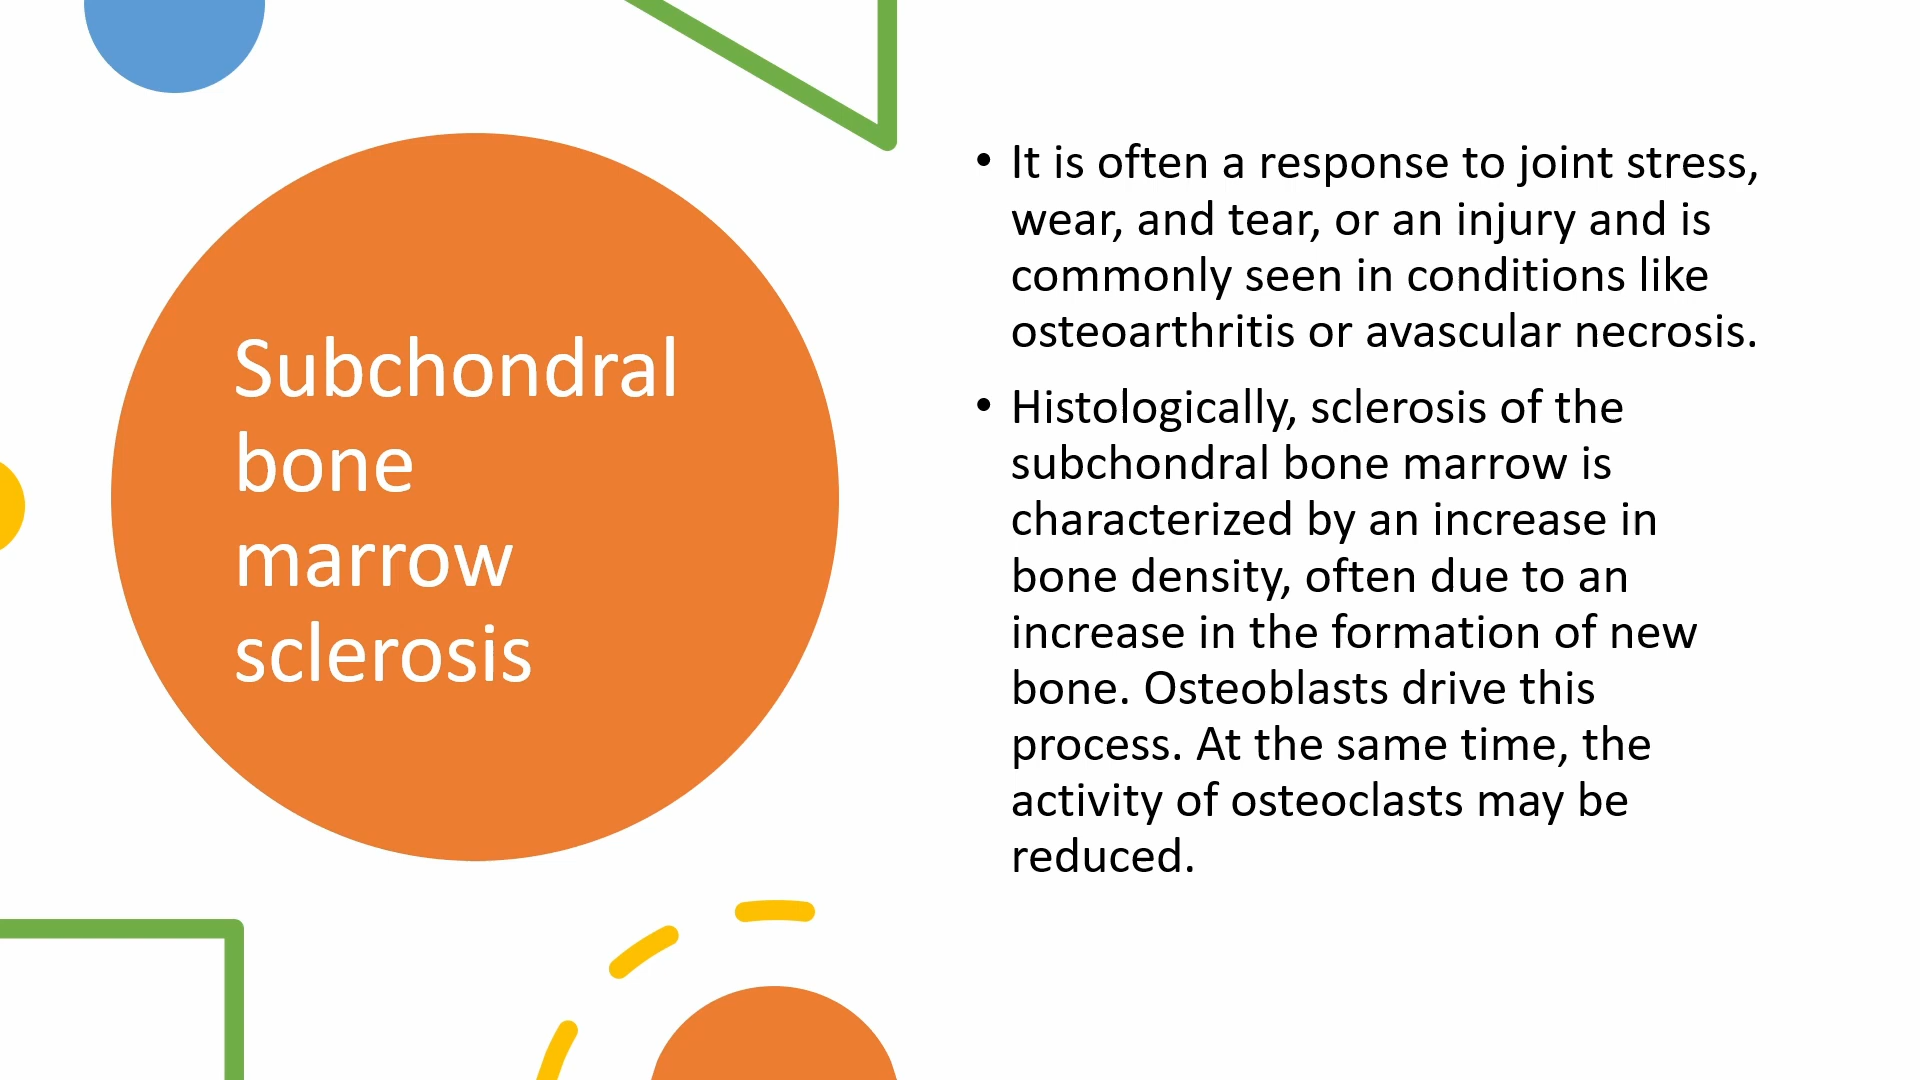 Subchondral
bone
marrow
sclerosis
• It is often a response to joint stress,
wear, and tear, or an injury and is
commonly seen in conditions like
osteoarthritis or avascular necrosis.
• Histologically, sclerosis of the
subchondral bone marrow is
characterized by an increase in
bone density, often due to an
increase in the formation of new
bone. Osteoblasts drive this
process. At the same time, the
activity of osteoclasts may be
reduced.